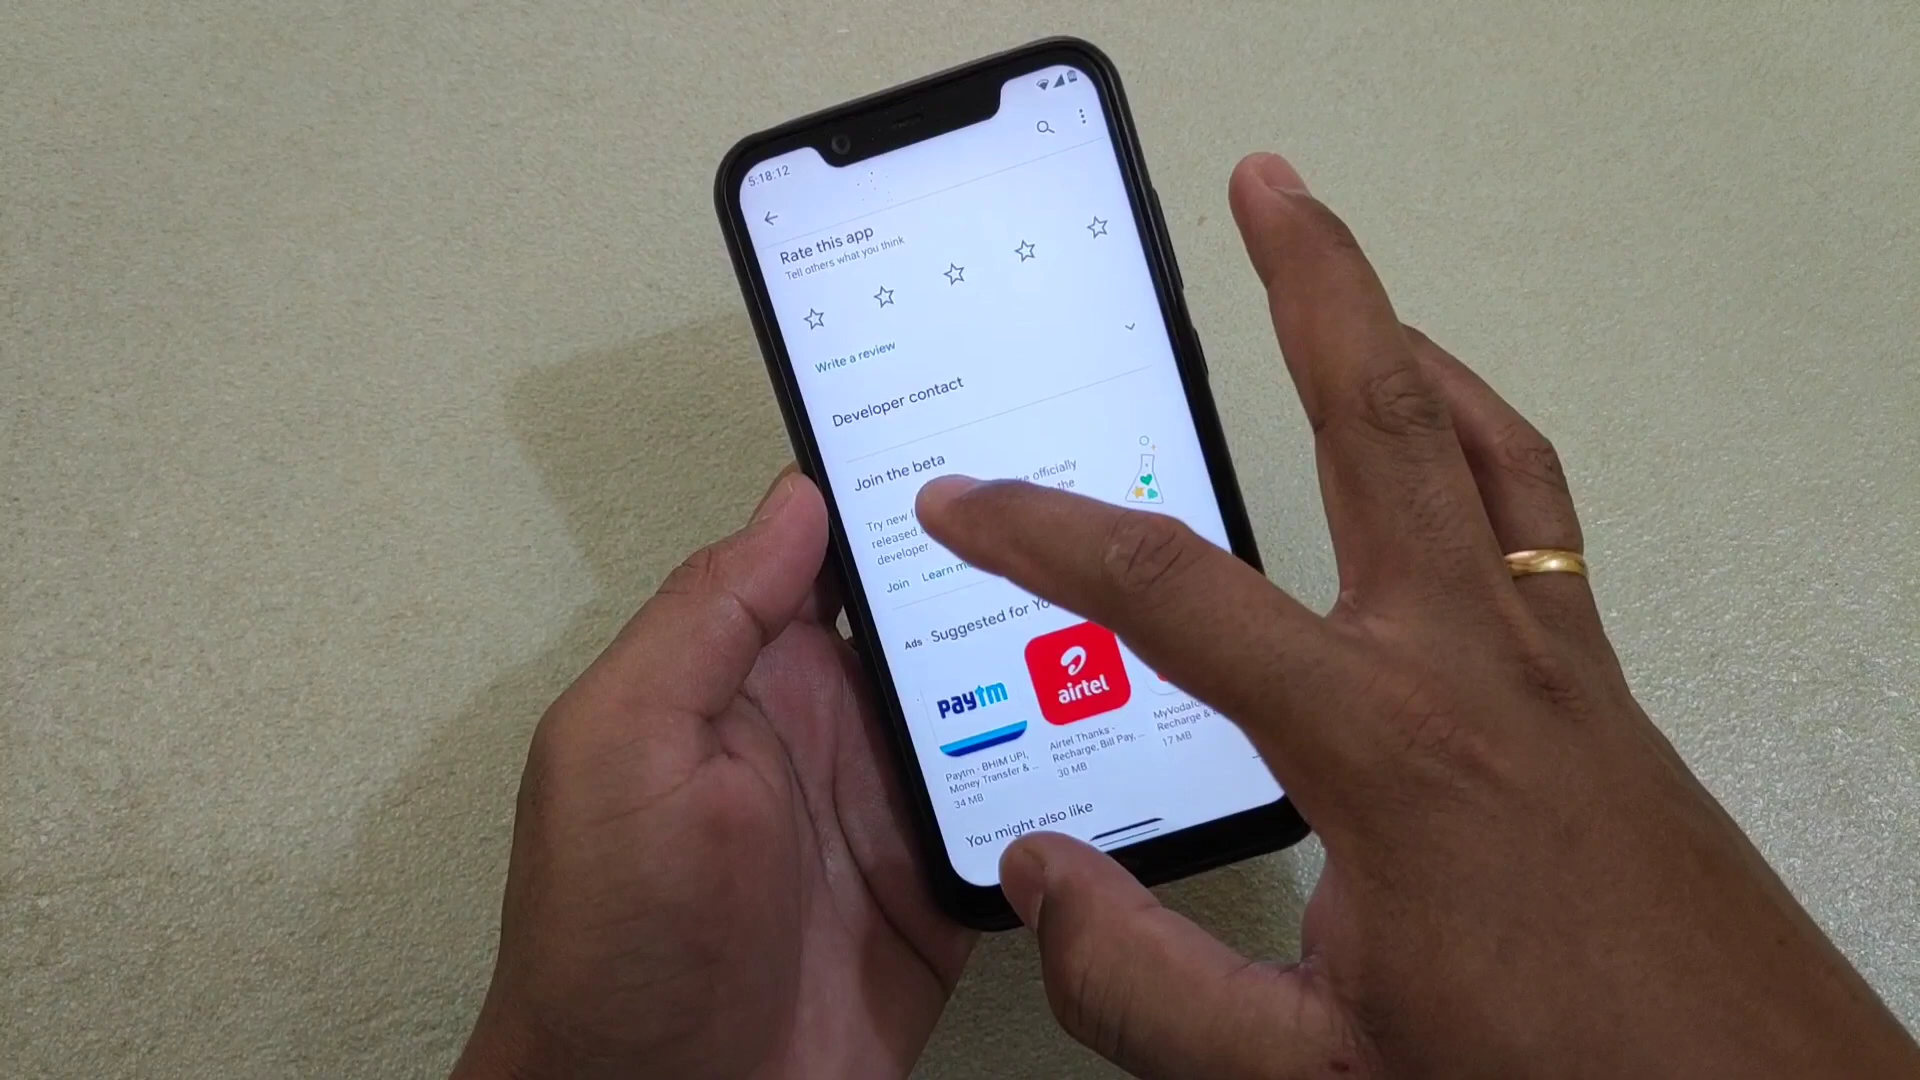 5:18:12
Rate this app
Tell others what you think
Write a review
Developer contact
Join the beta
Try new
officially
released
the
developer
Join Learn
Ads · Suggested for
paytm
airtel
Paytm - BHIM UPI,
Money Transfer & ...
34 MB
Airtel Thanks -
Recharge, Bill Pay, ...
30 MB
Recharge &
17 MB
You might also like